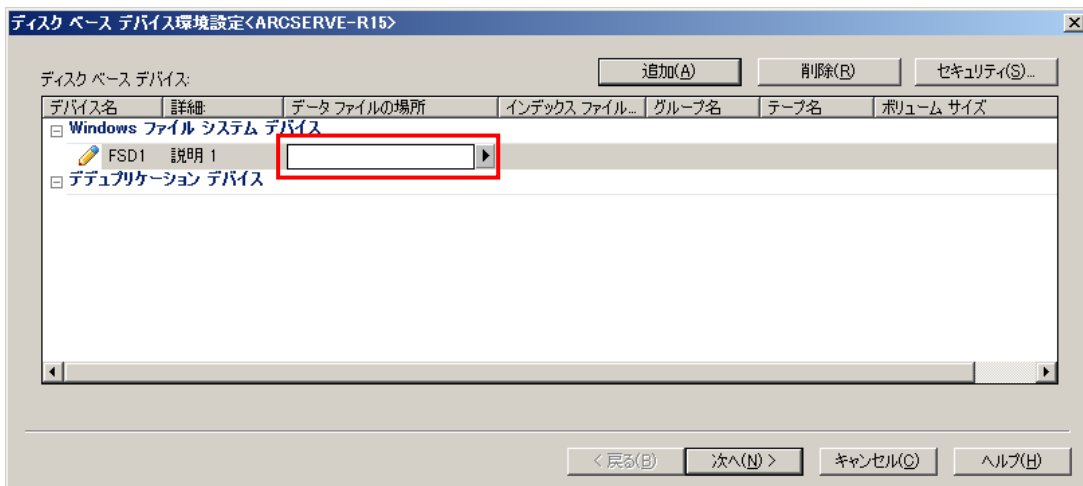 ディスク ベース デバイス環境設定<ARCSERVE-R15>
ディスク ベース デバイス:
追加(A) 削除(R) セキュリティ(S)...
デバイス名 詳細: データ ファイルの場所 インデックス ファイル... グループ名 テープ名 ボリューム サイズ
Windows ファイル システム デバイス
FSD1 説明 1
デデュプリケーション デバイス
< 戻る(B) 次へ(N) > キャンセル(C) ヘルプ(H)